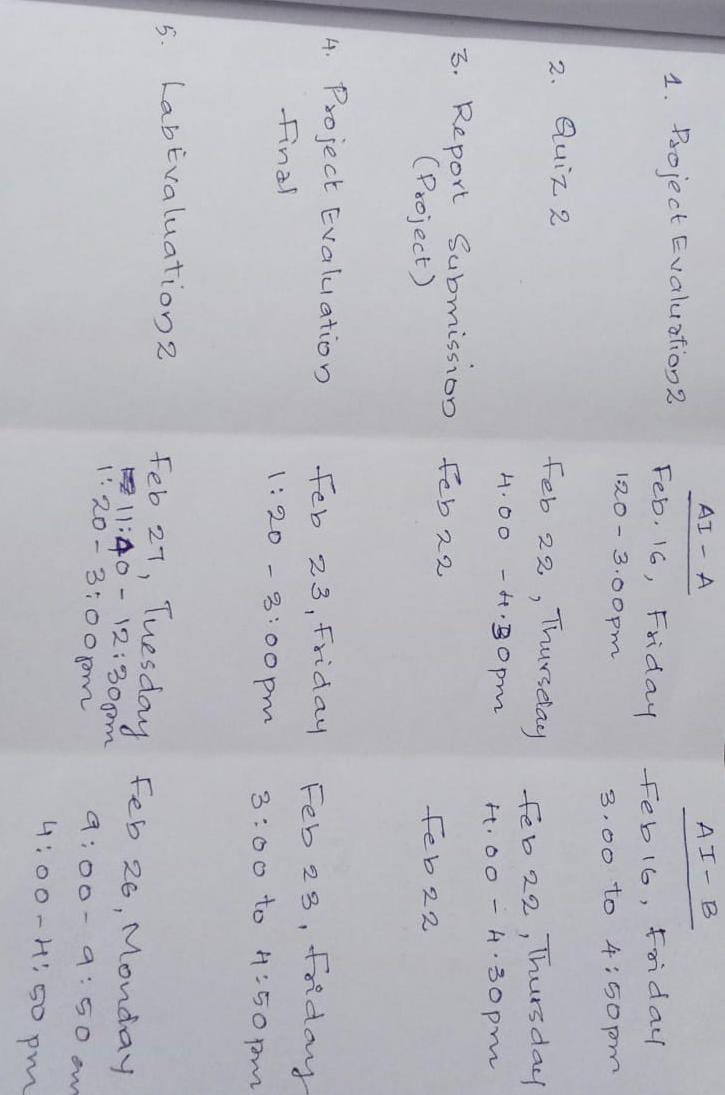 AI - A
AI - B
1. Project Evaluation2
Feb. 16, Friday
1:20 - 3.00pm
Feb 16, Friday
3.00 to 4:50pm
2. Quiz 2
Feb 22, Thursday
4.00 - 4.30pm
Feb 22, Thursday
4.00 - 4.30pm
3. Report Submission
(Project)
Feb 22
Feb 22
4. Project Evaluation
Final
Feb 23, Friday
1:20 - 3:00pm
Feb 23, Friday
3:00 to 4:50pm
5. Lab Evaluation2
Feb 27, Tuesday
11:40 - 12:30pm
1:20 - 3:00pm
Feb 26, Monday
9:00 - 9:50 am
4:00 - 4:50 pm